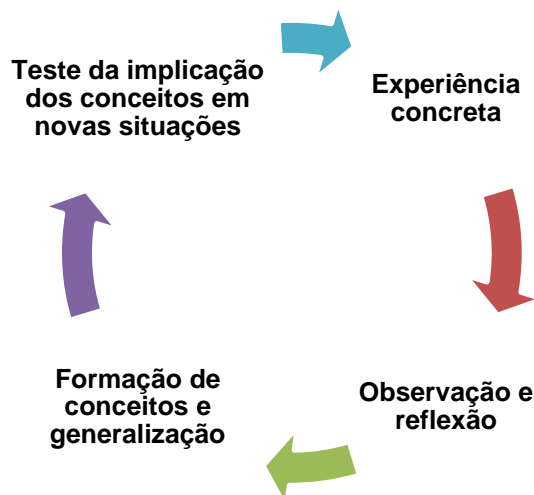 Teste da implicação
dos conceitos em
novas situações
Experiência
concreta
Observação e
reflexão
Formação de
conceitos e
generalização